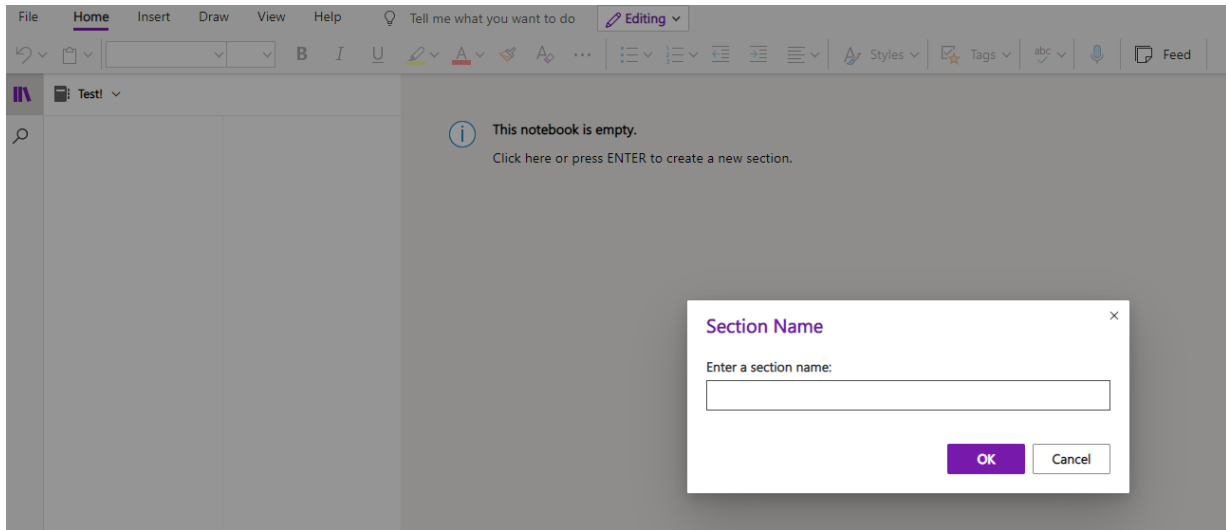 File Home Insert Draw View Help Tell me what you want to do Editing
B I U A A ... Styles Tags abc Feed
Test!
This notebook is empty.
Click here or press ENTER to create a new section.
Section Name
Enter a section name:
OK Cancel